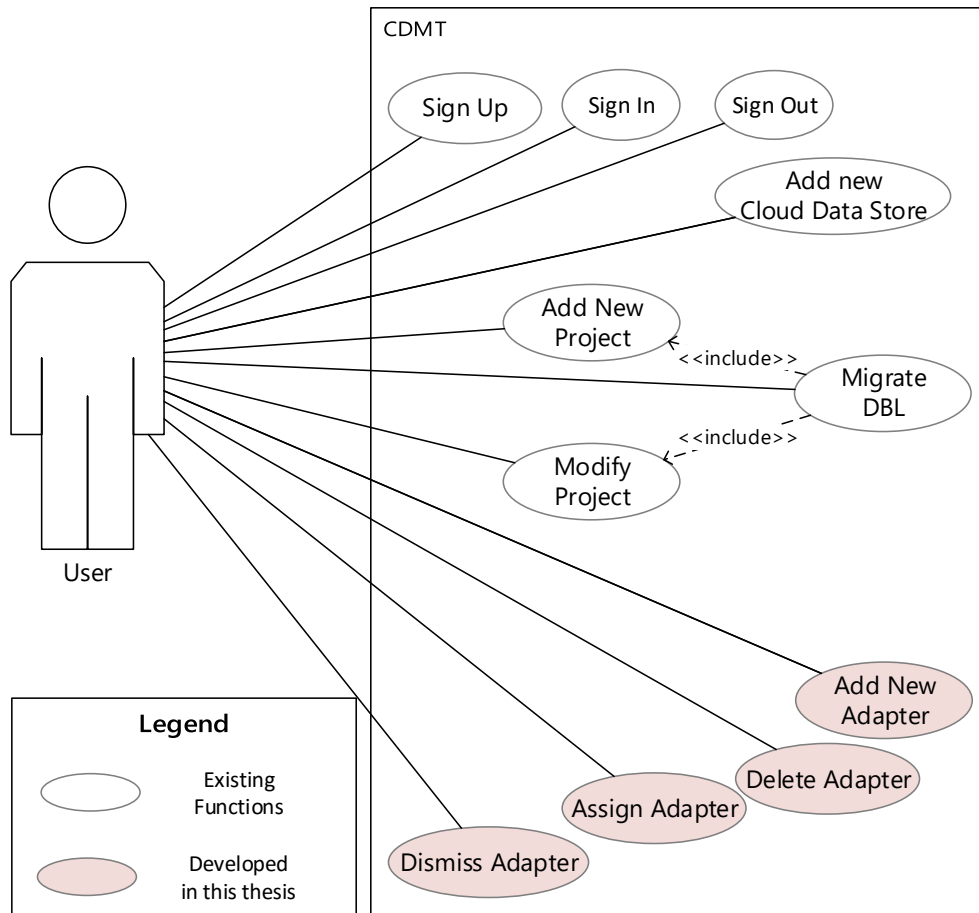 CDMT
Sign Up
Sign In
Sign Out
Add new
Cloud Data Store
Add New
Project
<<include>>
Migrate
DBL
<<include>>
Modify
Project
User
Add New
Adapter
Delete Adapter
Assign Adapter
Dismiss Adapter
Legend
Existing
Functions
Developed
in this thesis